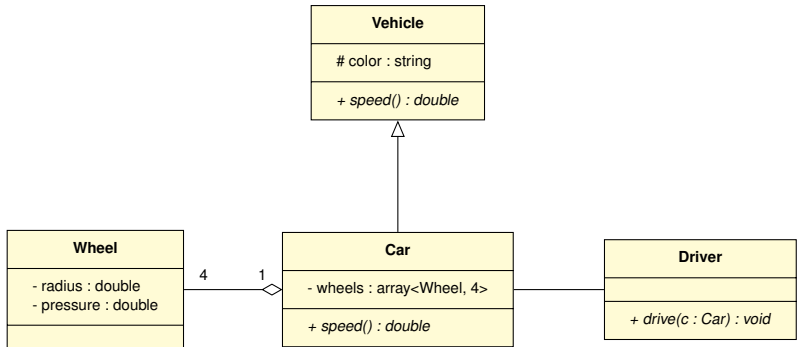 Vehicle
# color : string
+ speed() : double
Wheel
- radius : double
- pressure : double
4
1
Car
- wheels : array<Wheel, 4>
+ speed() : double
Driver
+ drive(c : Car) : void